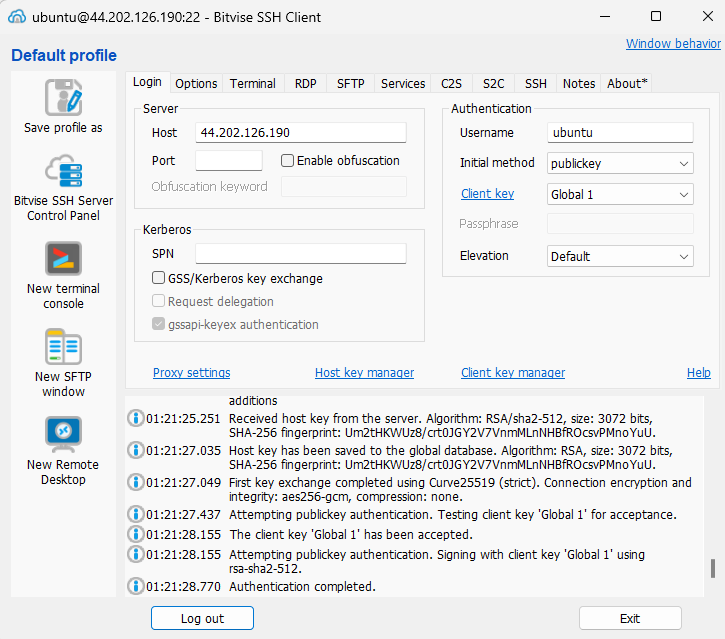 ubuntu@44.202.126.190:22 - Bitvise SSH Client
Default profile
Window behavior
Save profile as
Bitvise SSH Server
Control Panel
New terminal
console
New SFTP
window
New Remote
Desktop
Login Options Terminal RDP SFTP Services C2S S2C SSH Notes About*
Server
Host 44.202.126.190
Port Enable obfuscation
Obfuscation keyword
Kerberos
SPN
GSS/Kerberos key exchange
Request delegation
gssapi-keyex authentication
Authentication
Username ubuntu
Initial method publickey
Client key Global 1
Passphrase
Elevation Default
Proxy settings Host key manager Client key manager Help
additions
01:21:25.251 Received host key from the server. Algorithm: RSA/sha2-512, size: 3072 bits,
SHA-256 fingerprint: Um2tHKWUz8/crt0JGY2V7VnmMLnNHBfROcsvPMnoYuU.
01:21:27.035 Host key has been saved to the global database. Algorithm: RSA, size: 3072 bits,
SHA-256 fingerprint: Um2tHKWUz8/crt0JGY2V7VnmMLnNHBfROcsvPMnoYuU.
01:21:27.049 First key exchange completed using Curve25519 (strict). Connection encryption and
integrity: aes256-gcm, compression: none.
01:21:27.437 Attempting publickey authentication. Testing client key 'Global 1' for acceptance.
01:21:28.155 The client key 'Global 1' has been accepted.
01:21:28.155 Attempting publickey authentication. Signing with client key 'Global 1' using
rsa-sha2-512.
01:21:28.770 Authentication completed.
Log out Exit